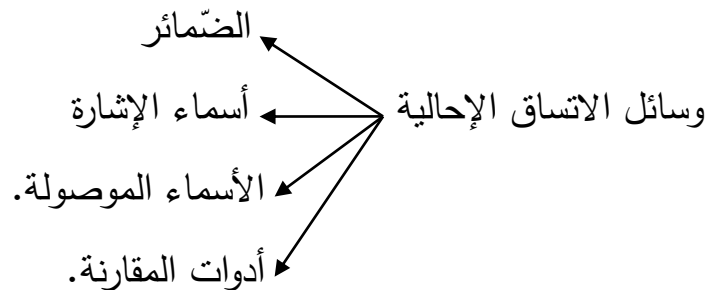 الضّمائر
وسائل الاتساق الإحالية
أسماء الإشارة
الأسماء الموصولة.
أدوات المقارنة.